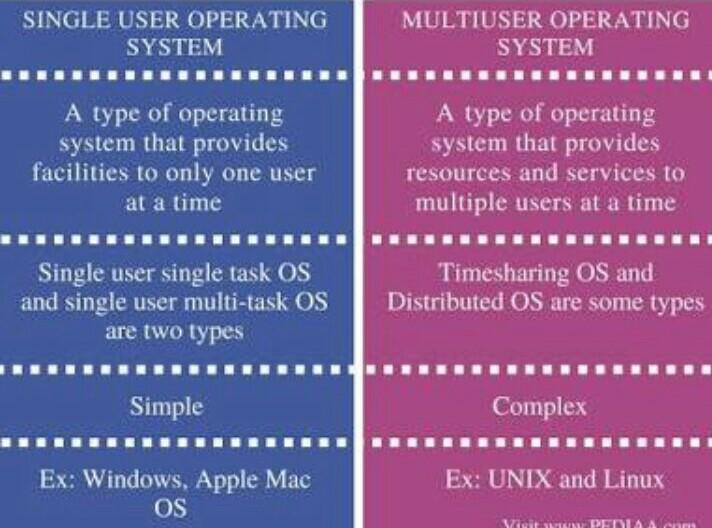 SINGLE USER OPERATING
SYSTEM
A type of operating
system that provides
facilities to only one user
at a time
Single user single task OS
and single user multi-task OS
are two types
Simple
Ex: Windows, Apple Mac
OS
MULTIUSER OPERATING
SYSTEM
A type of operating
system that provides
resources and services to
multiple users at a time
Timesharing OS and
Distributed OS are some types
Complex
Ex: UNIX and Linux
Visit www.PEDIAA.com